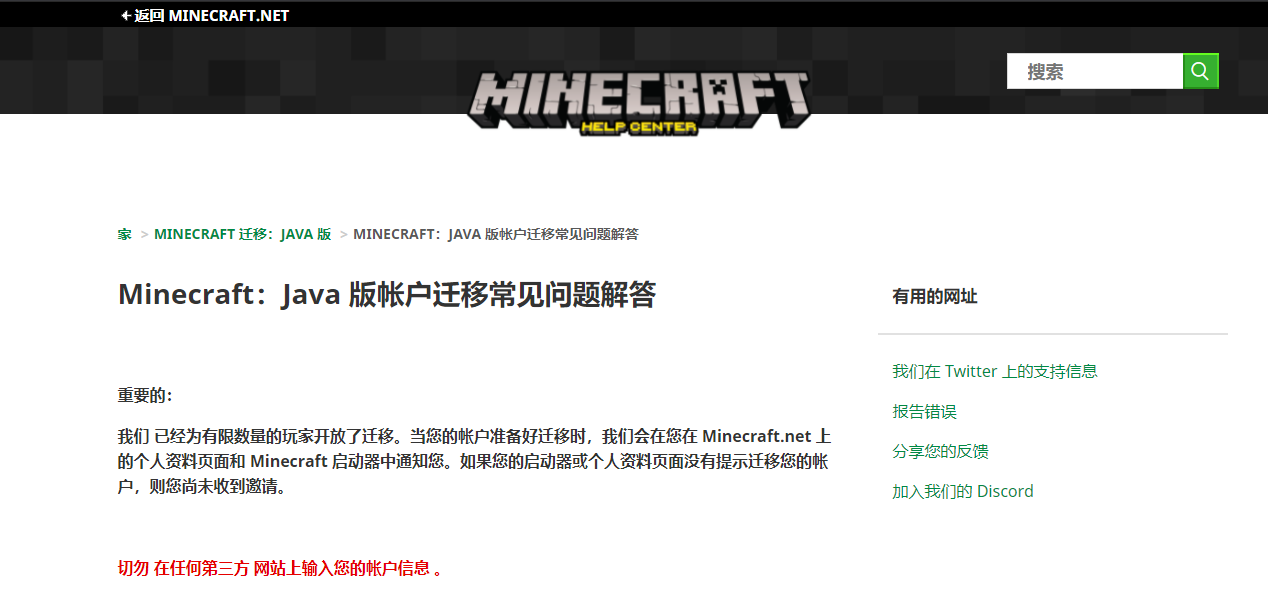 返回 MINECRAFT.NET
MINECRAFT
HELP CENTER
搜索
家 > MINECRAFT 迁移：JAVA 版 > MINECRAFT：JAVA 版帐户迁移常见问题解答
Minecraft：Java 版帐户迁移常见问题解答
重要的：
我们 已经为有限数量的玩家开放了迁移。当您的帐户准备好迁移时，我们会在您在 Minecraft.net 上
的个人资料页面和 Minecraft 启动器中通知您。如果您的启动器或个人资料页面没有提示迁移您的帐
户，则您尚未收到邀请。
切勿 在任何第三方 网站上输入您的帐户信息 。
有用的网址
我们在 Twitter 上的支持信息
报告错误
分享您的反馈
加入我们的 Discord